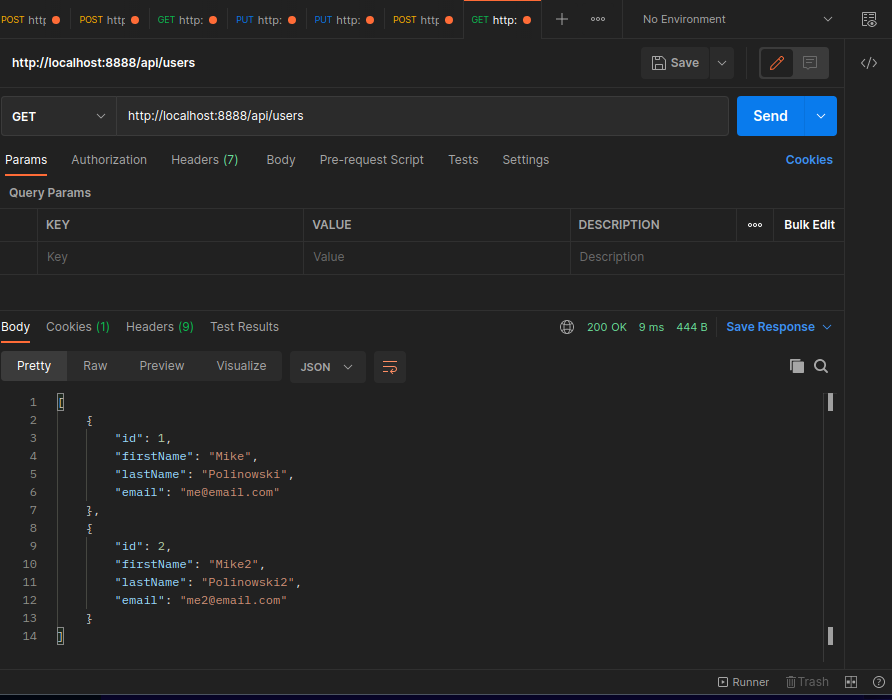 POST http POST http: GET http: PUT http: PUT http: POST http: GET http: No Environment
http://localhost:8888/api/users Save
GET http://localhost:8888/api/users Send
Params Authorization Headers (7) Body Pre-request Script Tests Settings Cookies
Query Params
KEY VALUE DESCRIPTION Bulk Edit
Key Value Description
Body Cookies (1) Headers (9) Test Results 200 OK 9 ms 444 B Save Response
Pretty Raw Preview Visualize JSON
1 [
2 {
3 "id": 1,
4 "firstName": "Mike",
5 "lastName": "Polinowski",
6 "email": "me@email.com"
7 },
8 {
9 "id": 2,
10 "firstName": "Mike2",
11 "lastName": "Polinowski2",
12 "email": "me2@email.com"
13 }
14 ]
Runner Trash